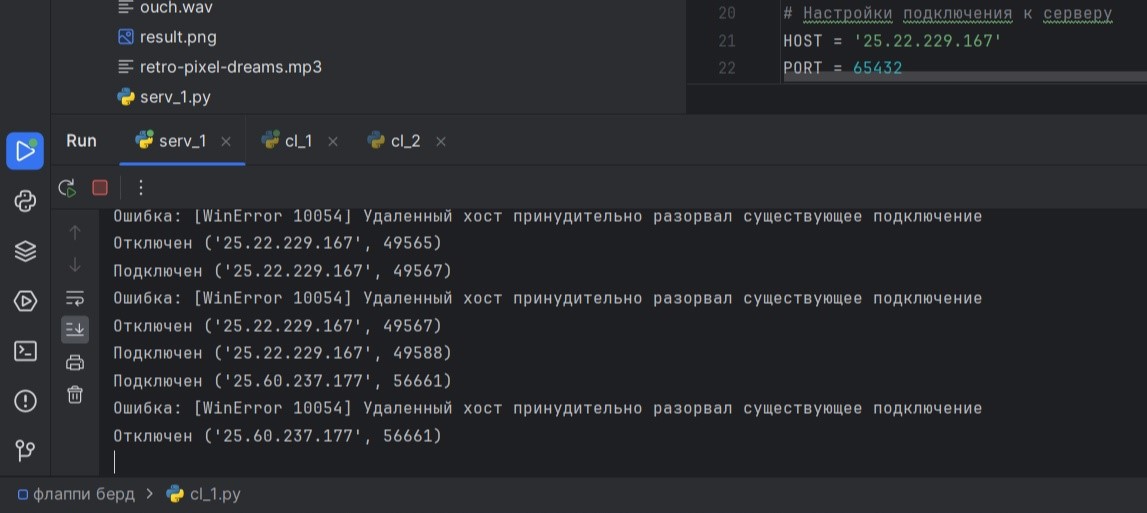 ouch.wav
result.png
retro-pixel-dreams.mp3
serv_1.py
20 # Настройки подключения к серверу
21 HOST = '25.22.229.167'
22 PORT = 65432
Run serv_1 cl_1 cl_2
Ошибка: [WinError 10054] Удаленный хост принудительно разорвал существующее подключение
Отключен ('25.22.229.167', 49565)
Подключен ('25.22.229.167', 49567)
Ошибка: [WinError 10054] Удаленный хост принудительно разорвал существующее подключение
Отключен ('25.22.229.167', 49567)
Подключен ('25.22.229.167', 49588)
Подключен ('25.60.237.177', 56661)
Ошибка: [WinError 10054] Удаленный хост принудительно разорвал существующее подключение
Отключен ('25.60.237.177', 56661)
флаппи берд > cl_1.py